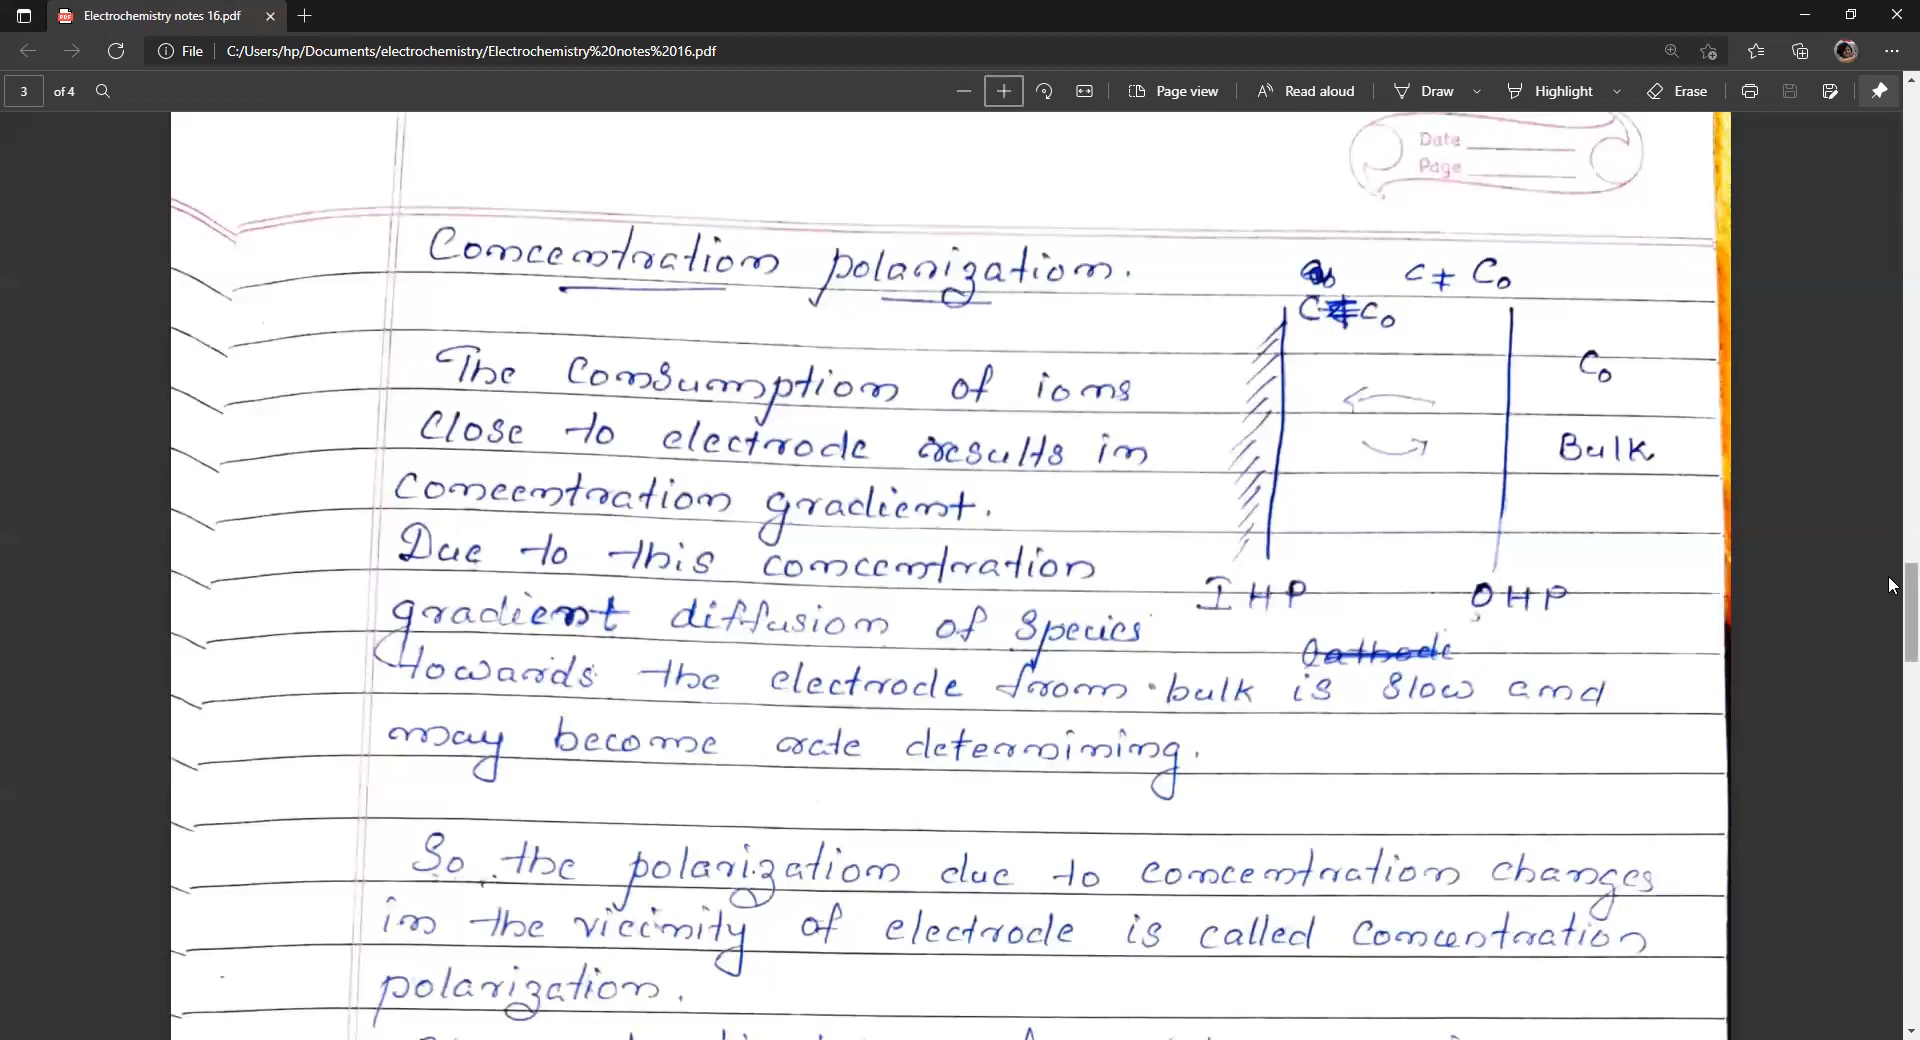 Electrochemistry notes 16.pdf
File C:/Users/hp/Documents/electrochemistry/Electrochemistry%20notes%2016.pdf
3 of 4 Page view Read aloud Draw Highlight Erase
Date
Page
Concentration polarization.
C ≠ C₀
C C₀
The Consumption of ions
Close to electrode results in
Concentration gradient.
Due to this concentration
gradient diffusion of Species
towards the electrode from bulk is slow and
may become rate determining.
C₀
Bulk
IHP OHP
Cathode
So the polarization due to concentration changes
in the vicinity of electrode is called Concentration
polarization.